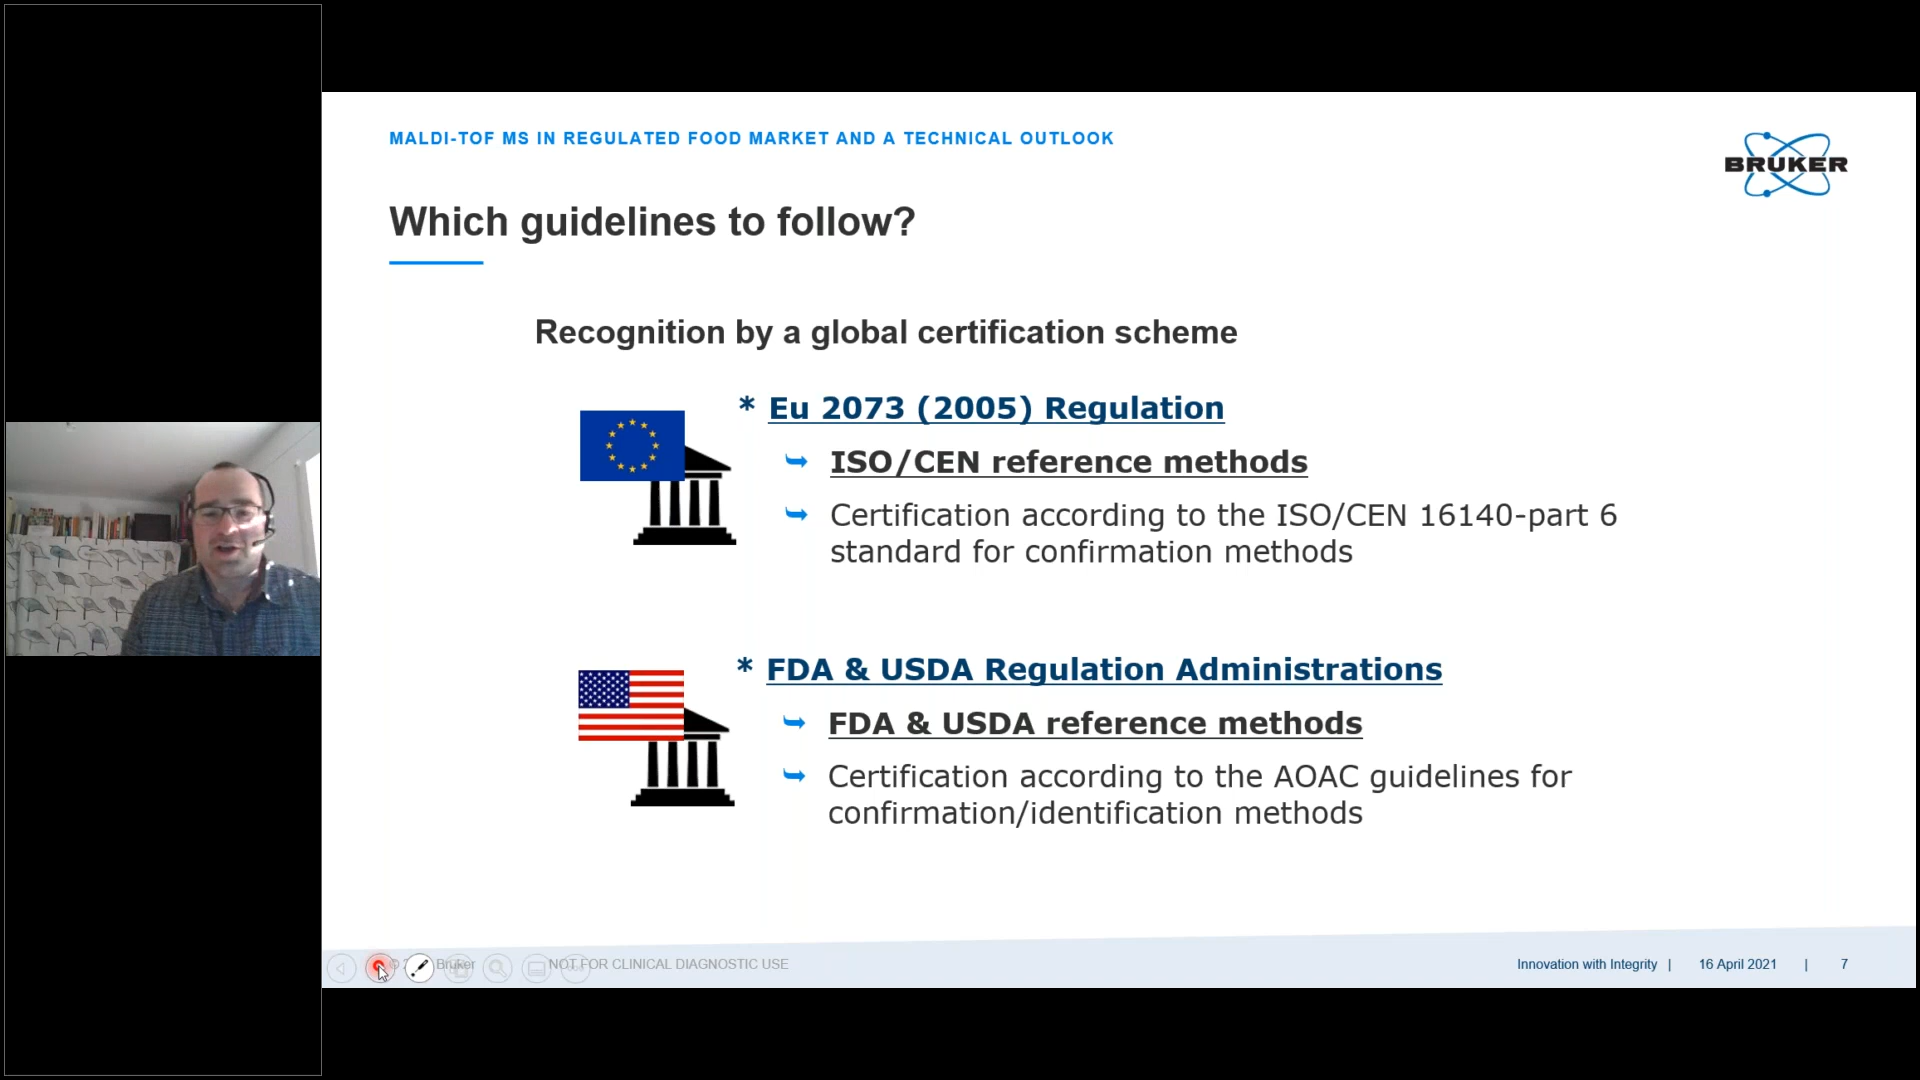 MALDI-TOF MS IN REGULATED FOOD MARKET AND A TECHNICAL OUTLOOK
BRUKER
Which guidelines to follow?
Recognition by a global certification scheme
* Eu 2073 (2005) Regulation
ISO/CEN reference methods
Certification according to the ISO/CEN 16140-part 6
standard for confirmation methods
* FDA & USDA Regulation Administrations
FDA & USDA reference methods
Certification according to the AOAC guidelines for
confirmation/identification methods
Bruker
NOT FOR CLINICAL DIAGNOSTIC USE
Innovation with Integrity | 16 April 2021 | 7